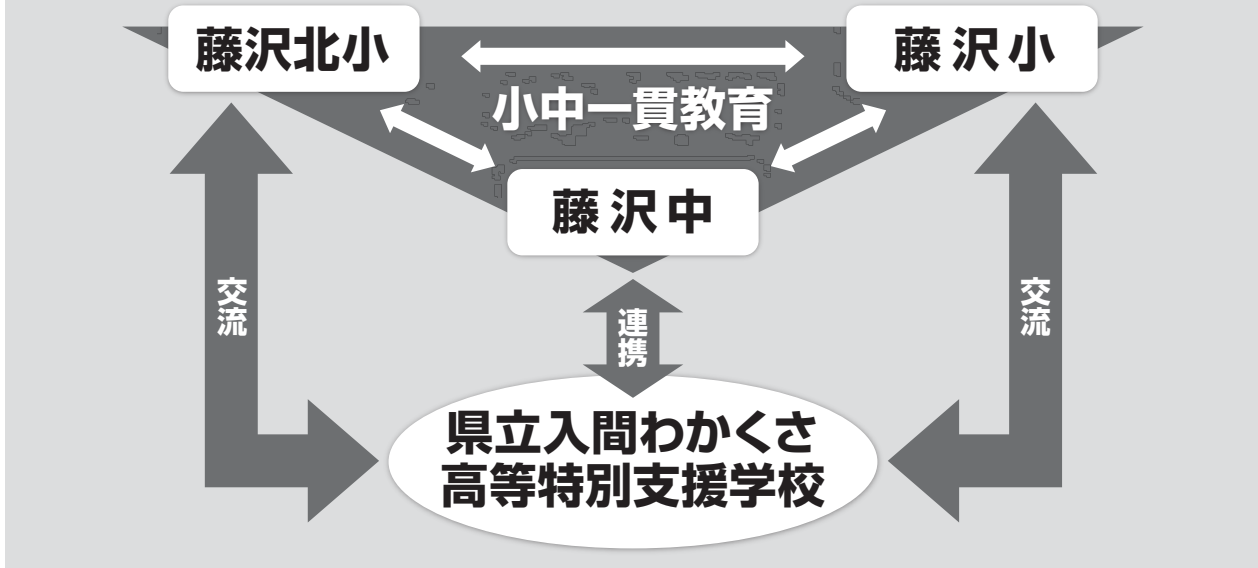 藤沢北小
藤沢小
小中一貫教育
藤沢中
交流
連携
交流
県立入間わかくさ
高等特別支援学校